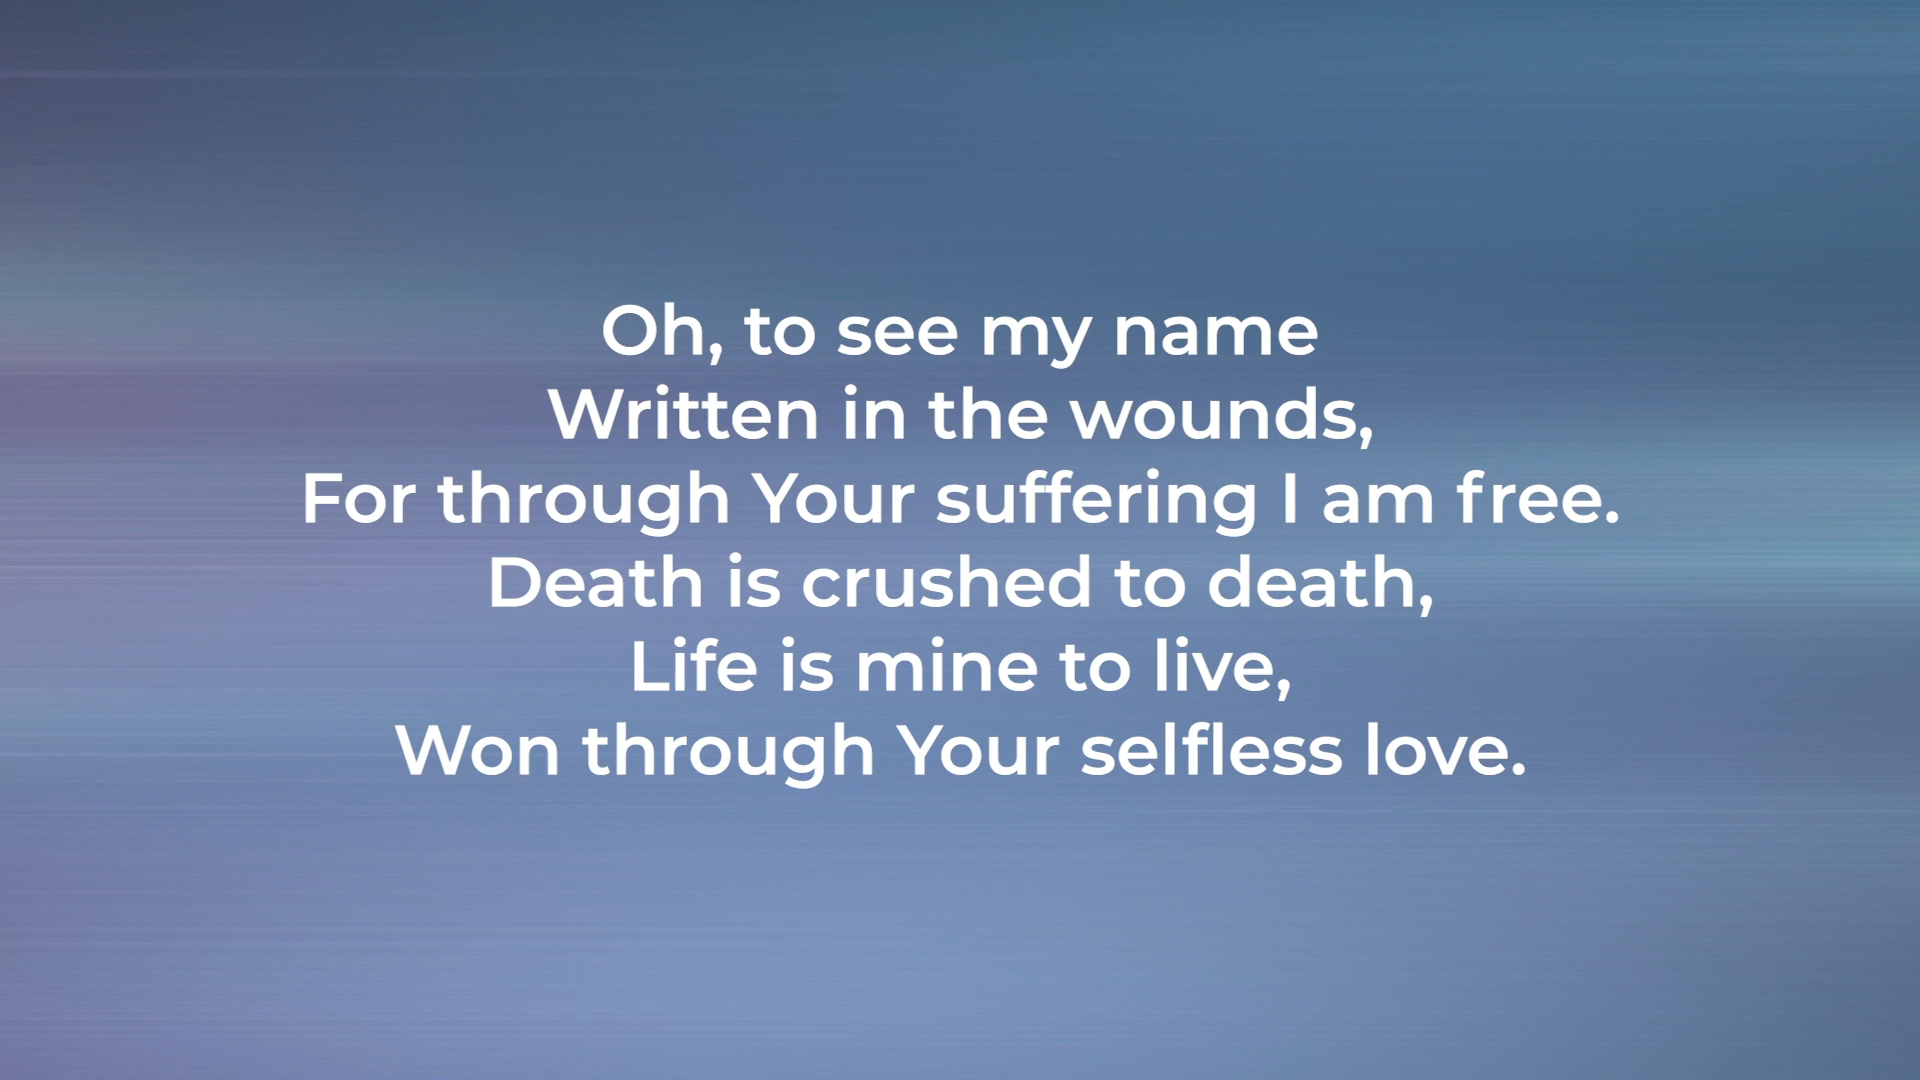 Oh, to see my name
Written in the wounds,
For through Your suffering I am free.
Death is crushed to death,
Life is mine to live,
Won through Your selfless love.